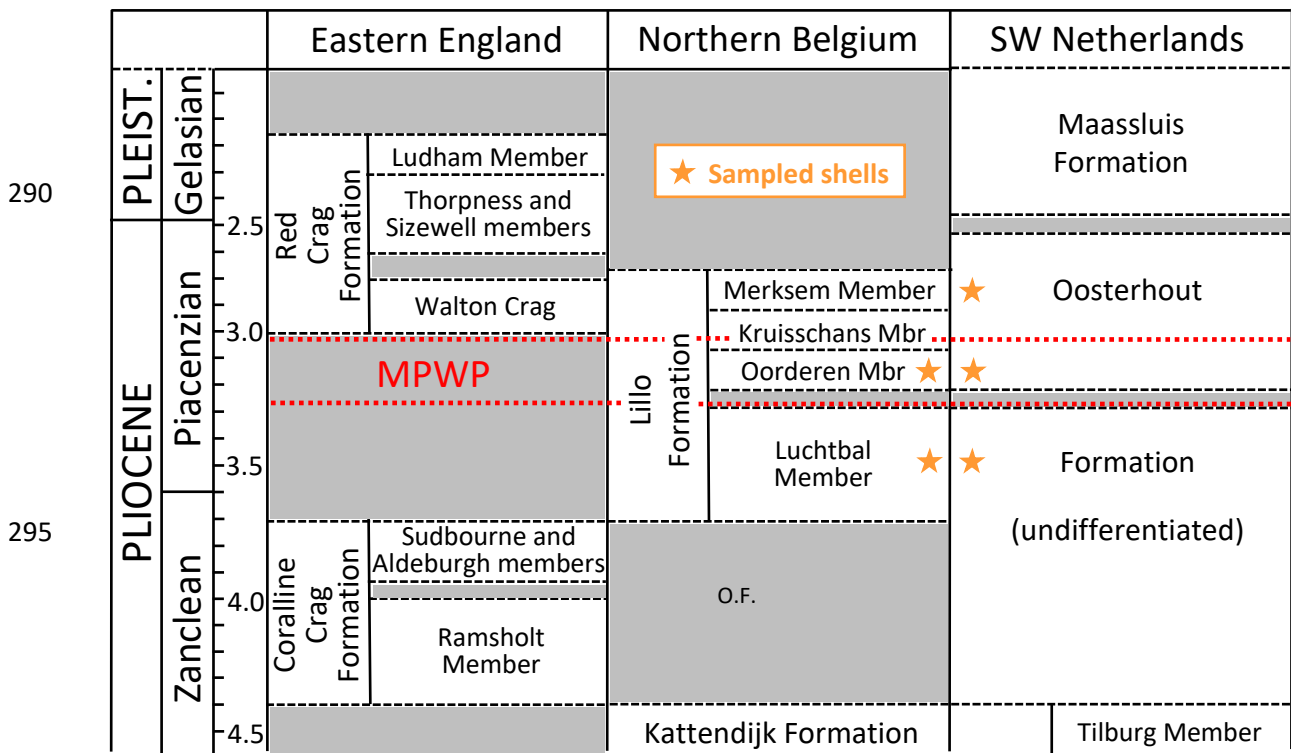 Eastern England
Northern Belgium
SW Netherlands
PLEIST.
Gelasian
290
Ludham Member
Thorpness and
Sizewell members
Red
Crag
Formation
Walton Crag
★ Sampled shells
Maassluis
Formation
2.5
PLIOCENE
Piacenzian
3.0
MPWP
Lillo
Formation
Merksem Member
Kruisschans Mbr
Oorderen Mbr
Luchtbal
Member
Oosterhout
Formation
(undifferentiated)
3.5
295
Zanclean
Coralline
Crag
Formation
Sudbourne and
Aldeburgh members
4.0
Ramsholt
Member
O.F.
4.5
Kattendijk Formation
Tilburg Member